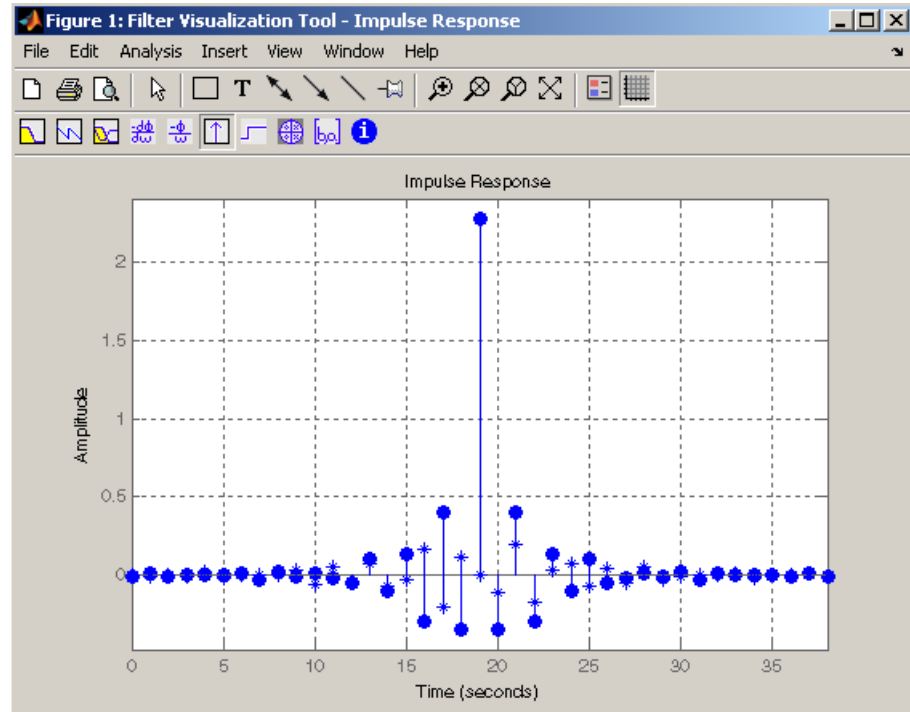 Figure 1: Filter Visualization Tool - Impulse Response
File Edit Analysis Insert View Window Help
T
[b,a]
i
Impulse Response
2
1.5
1
0.5
0
Amplitude
0 5 10 15 20 25 30 35
Time (seconds)